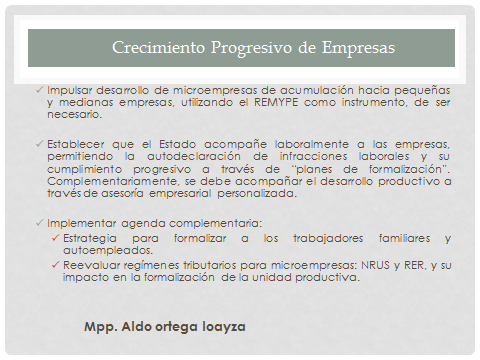 Crecimiento Progresivo de Empresas
Impulsar desarrollo de microempresas de acumulación hacia pequeñas
y medianas empresas, utilizando el REMYPE como instrumento, de ser
necesario.
Establecer que el Estado acompañe laboralmente a las empresas,
permitiendo la autodeclaración de infracciones laborales y su
cumplimiento progresivo a través de "planes de formalización".
Complementariamente, se debe acompañar el desarrollo productivo a
través de asesoría empresarial personalizada.
Implementar agenda complementaria:
Estrategia para formalizar a los trabajadores familiares y
autoempleados.
Reevaluar regímenes tributarios para microempresas: NRUS y RER, y su
impacto en la formalización de la unidad productiva.
Mpp. Aldo ortega loayza